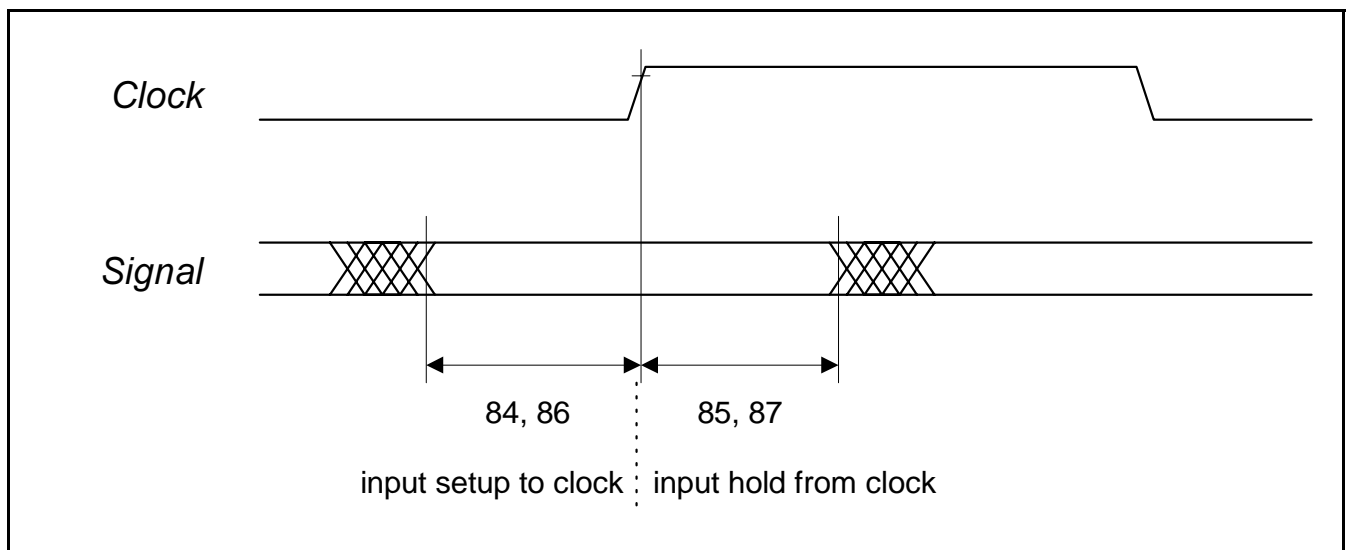 Clock
Signal
84, 86
85, 87
input setup to clock
input hold from clock